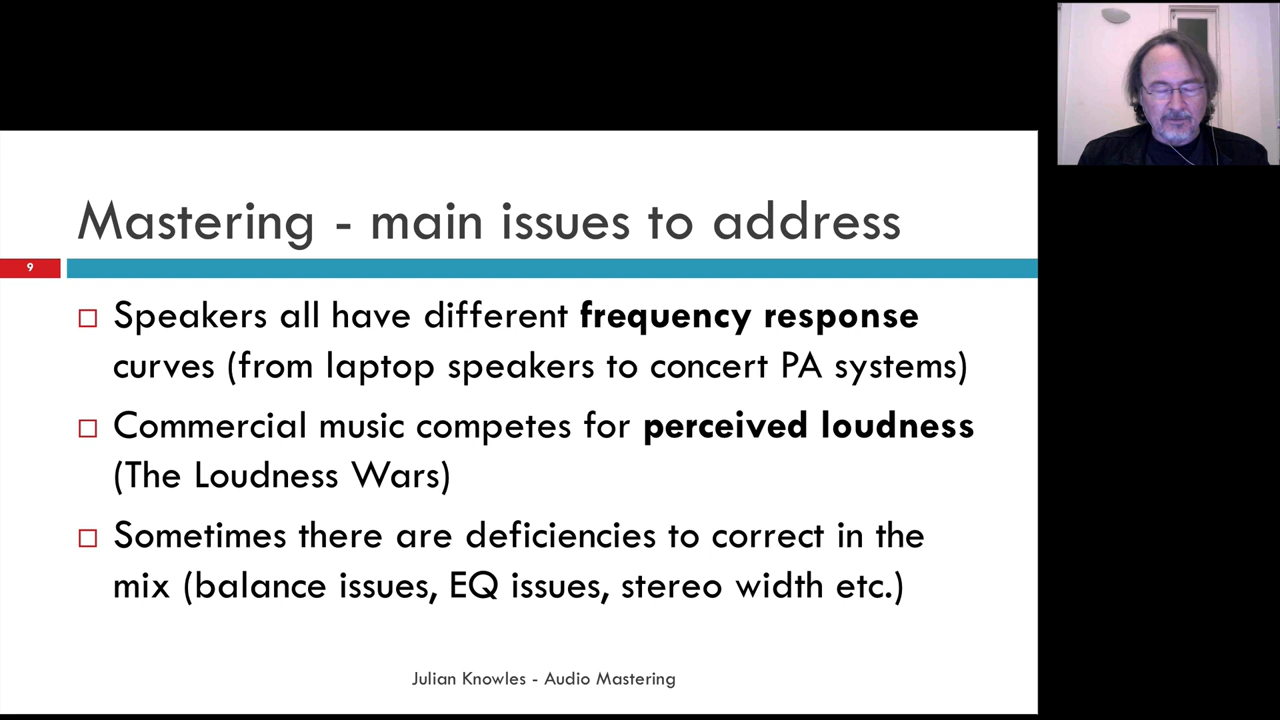 Mastering - main issues to address
9
Speakers all have different frequency response
curves (from laptop speakers to concert PA systems)
Commercial music competes for perceived loudness
(The Loudness Wars)
Sometimes there are deficiencies to correct in the
mix (balance issues, EQ issues, stereo width etc.)
Julian Knowles - Audio Mastering